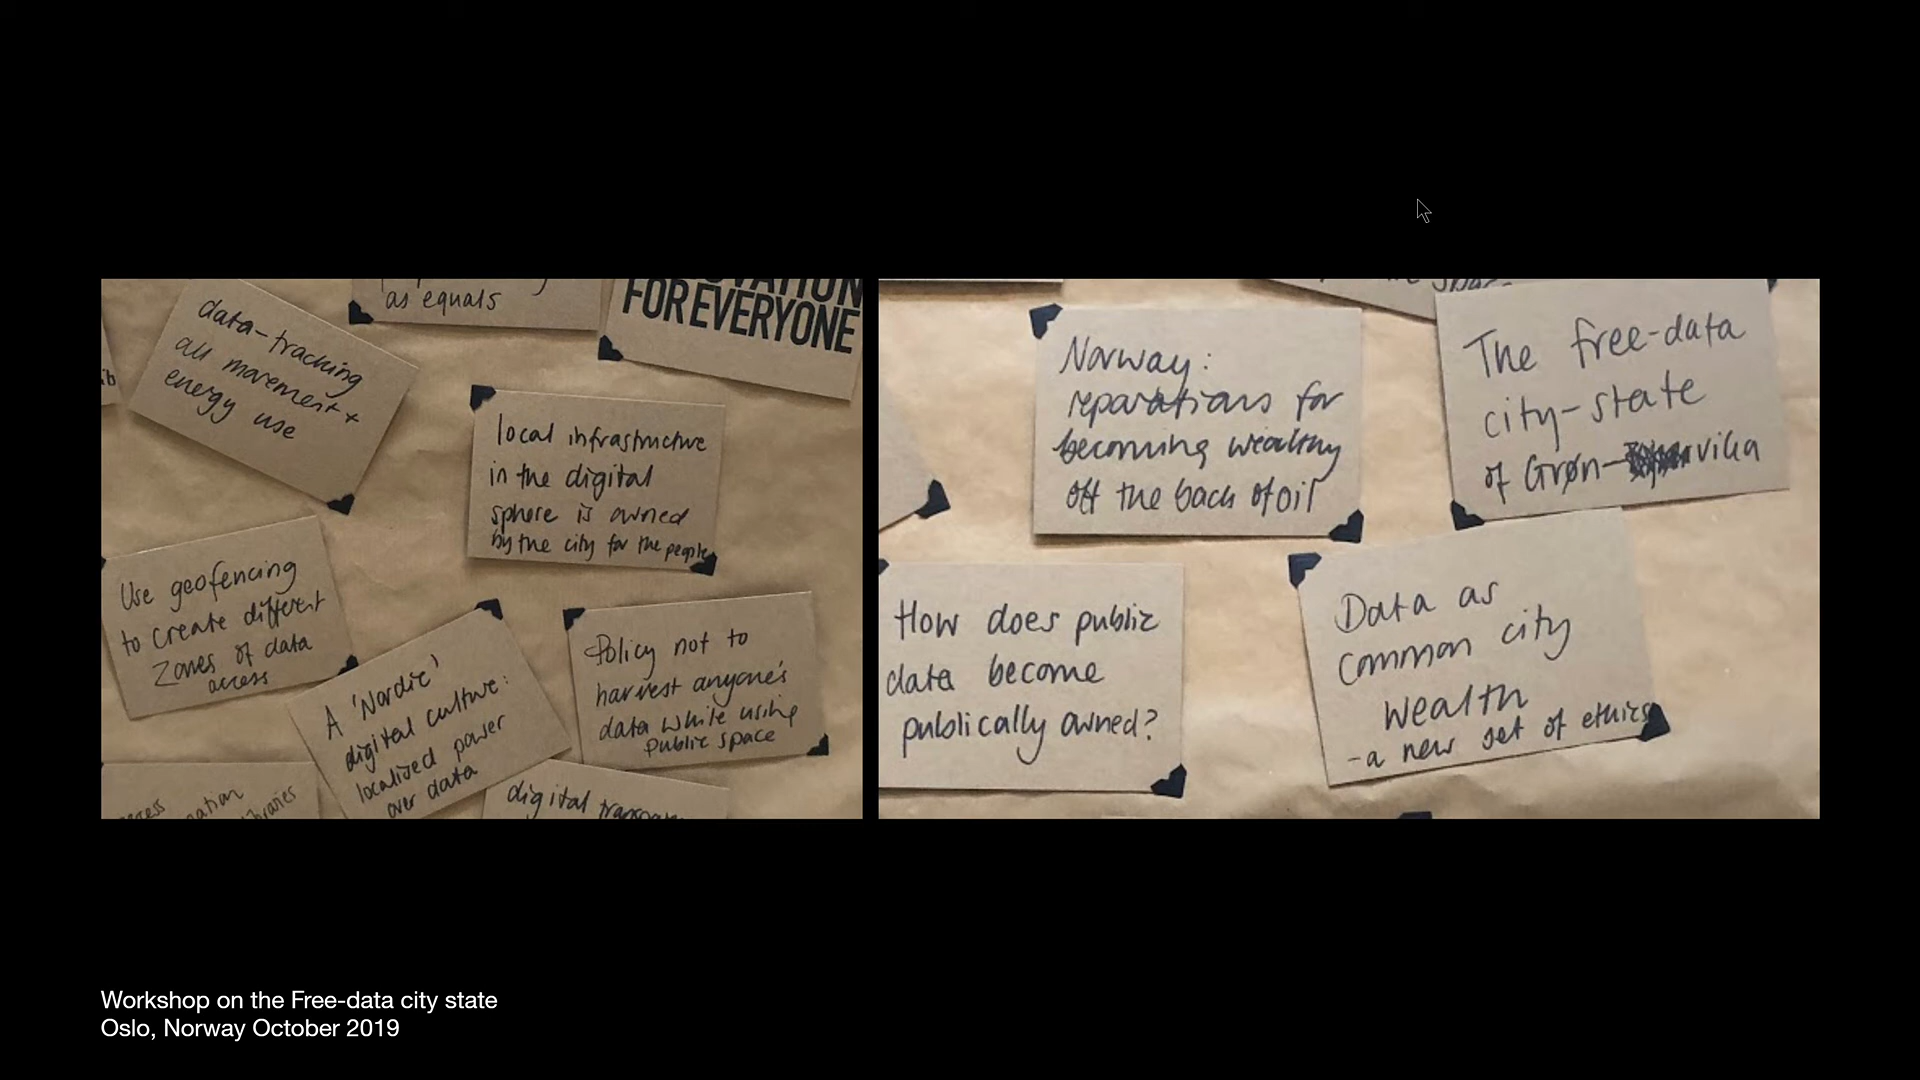 data-tracking
all movement +
energy use
as equals
FOR EVERYONE
local infrastructure
in the digital
sphere is owned
by the city for the people
Use geofencing
to create different
zones of data
access
A 'Nordic'
digital culture:
localised power
over data
Policy not to
harvest anyone's
data while using
public space
digital
Norway:
reparations for
becoming wealthy
off the back of oil
The free-data
city-state
of Grøn-vika
How does public
data become
publically owned?
Data as
common city
wealth
- a new set of ethics
Workshop on the Free-data city state
Oslo, Norway October 2019